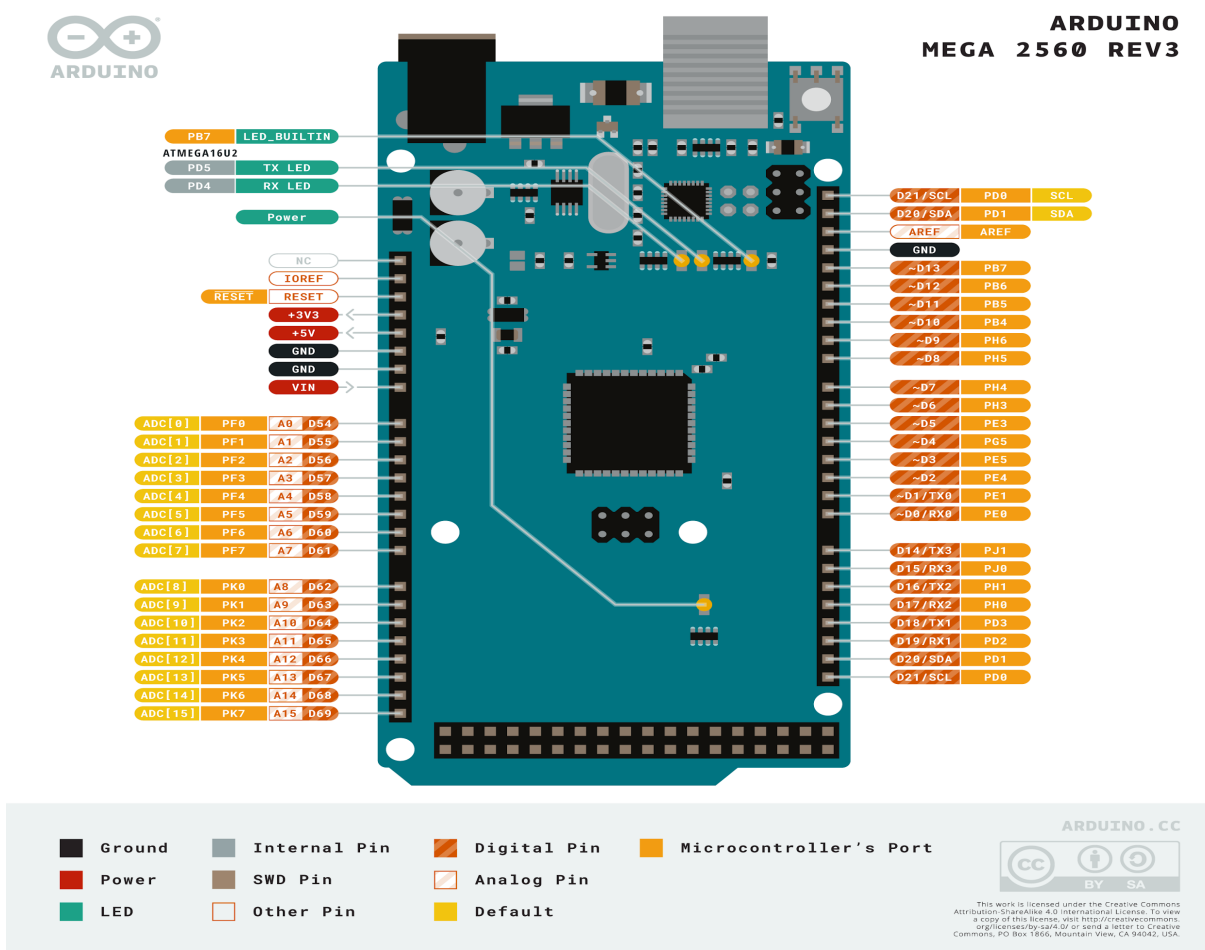 ARDUINO
ARDUINO
MEGA 2560 REV3
PB7 LED_BUILTIN
ATMEGA16U2
PD5 TX LED
PD4 RX LED
Power
NC
IOREF
RESET RESET
+3V3
+5V
GND
GND
VIN
ADC[0] PF0 A0 D54
ADC[1] PF1 A1 D55
ADC[2] PF2 A2 D56
ADC[3] PF3 A3 D57
ADC[4] PF4 A4 D58
ADC[5] PF5 A5 D59
ADC[6] PF6 A6 D60
ADC[7] PF7 A7 D61
ADC[8] PK0 A8 D62
ADC[9] PK1 A9 D63
ADC[10] PK2 A10 D64
ADC[11] PK3 A11 D65
ADC[12] PK4 A12 D66
ADC[13] PK5 A13 D67
ADC[14] PK6 A14 D68
ADC[15] PK7 A15 D69
D21/SCL PD0 SCL
D20/SDA PD1 SDA
AREF AREF
GND
~D13 PB7
~D12 PB6
~D11 PB5
~D10 PB4
~D9 PH6
~D8 PH5
~D7 PH4
~D6 PH3
~D5 PE3
~D4 PG5
~D3 PE5
~D2 PE4
~D1/TX0 PE1
~D0/RX0 PE0
D14/TX3 PJ1
D15/RX3 PJ0
D16/TX2 PH1
D17/RX2 PH0
D18/TX1 PD3
D19/RX1 PD2
D20/SDA PD1
D21/SCL PD0
Ground
Power
LED
Internal Pin
SWD Pin
Other Pin
Digital Pin
Analog Pin
Default
Microcontroller's Port
ARDUINO.CC
CC
BY SA
This work is licensed under the Creative Commons
Attribution-ShareAlike 4.0 International License. To view
a copy of this license, visit http://creativecommons.
org/licenses/by-sa/4.0/ or send a letter to Creative
Commons, PO Box 1866, Mountain View, CA 94042, USA.